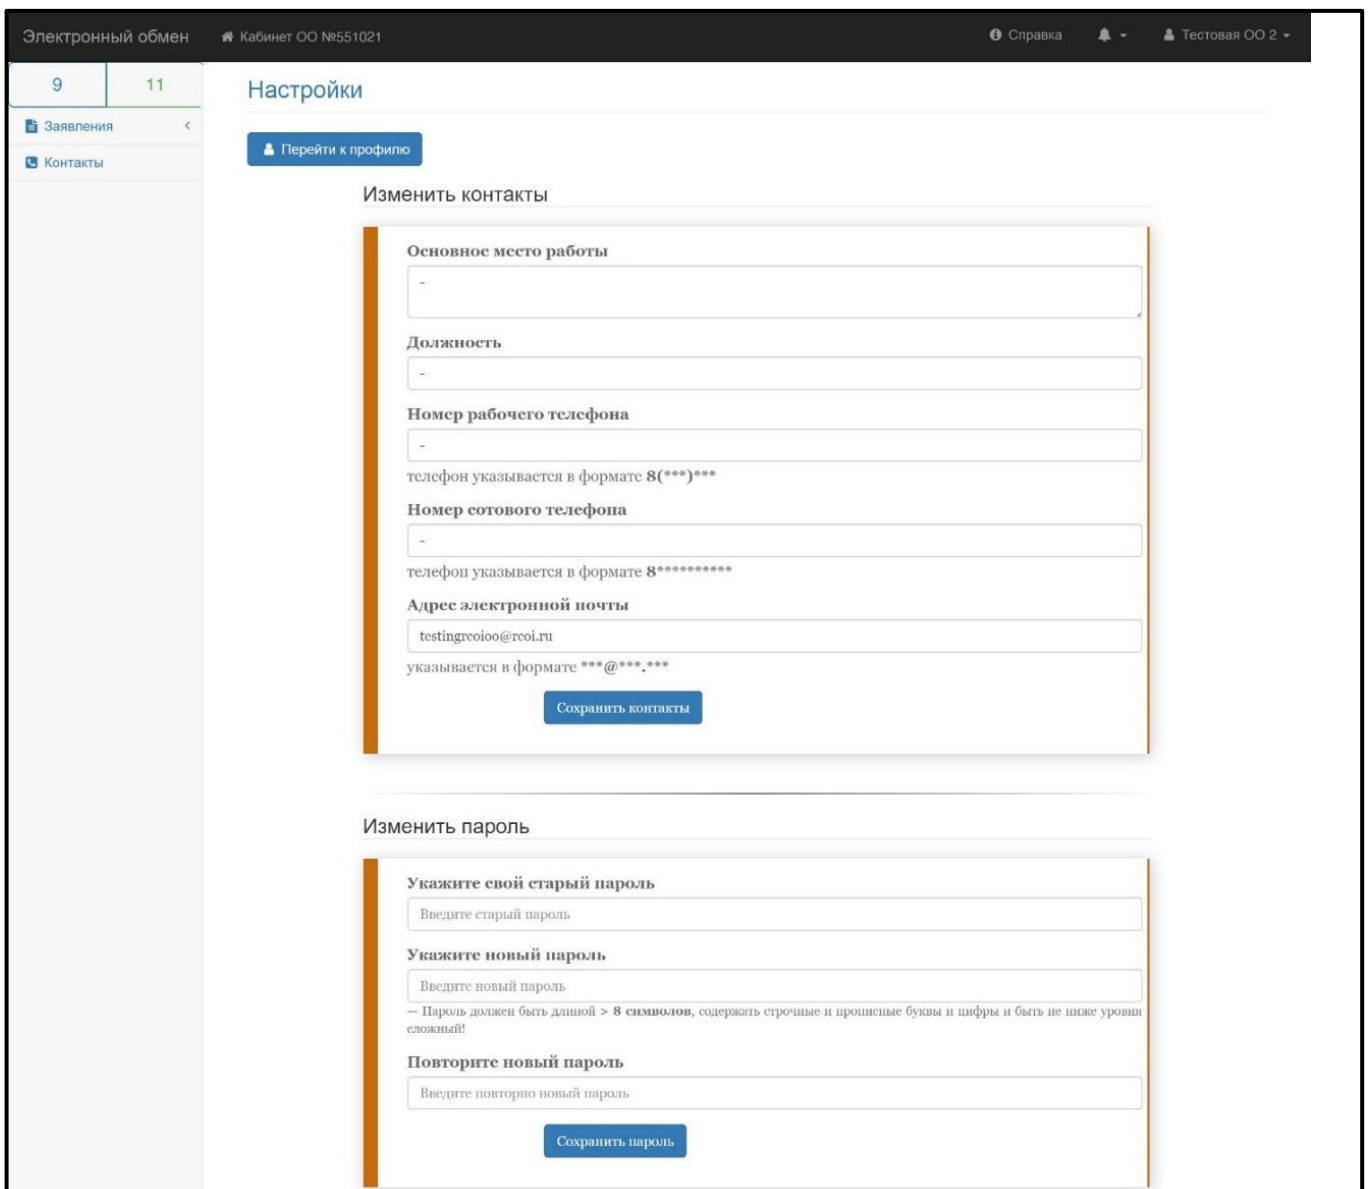 Электронный обмен Кабинет ОО №551021 Справка Тестовая ОО 2
9 11
Настройки
Заявления
Контакты
Перейти к профилю
Изменить контакты
Основное место работы
-
Должность
-
Номер рабочего телефона
-
телефон указывается в формате 8(***)***
Номер сотового телефона
-
телефон указывается в формате 8**********
Адрес электронной почты
testingrcoioo@rcoi.ru
указывается в формате ***@***.***
Сохранить контакты
Изменить пароль
Укажите свой старый пароль
Введите старый пароль
Укажите новый пароль
Введите новый пароль
— Пароль должен быть длиной > 8 символов, содержать строчные и прописные буквы и цифры и быть не ниже уровня
сложный!
Повторите новый пароль
Введите повторно новый пароль
Сохранить пароль